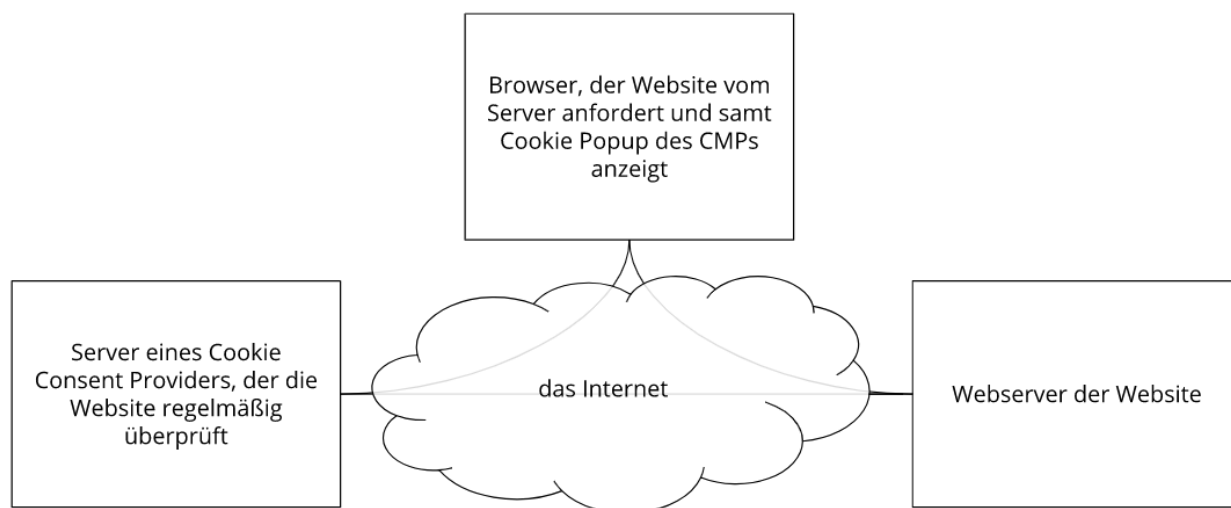 Browser, der Website vom
Server anfordert und samt
Cookie Popup des CMPs
anzeigt
Server eines Cookie
Consent Providers, der die
Website regelmäßig
überprüft
das Internet
Webserver der Website